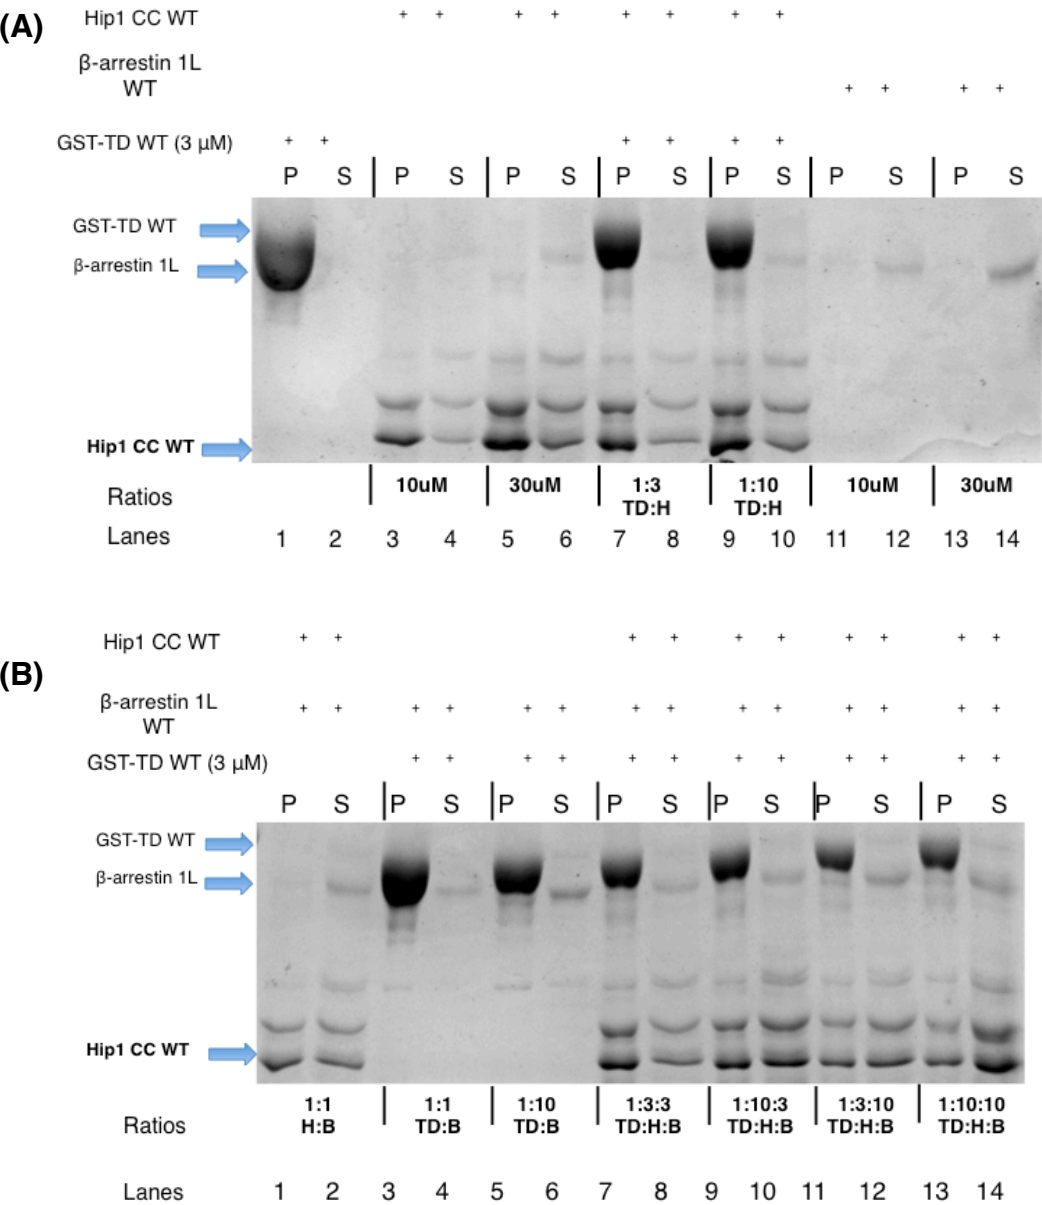 (A)
Hip1 CC WT + + + + + + + +
β-arrestin 1L
WT
+ + + +
GST-TD WT (3 μM) + + + + + +
P S P S P S P S P S P S P S
GST-TD WT
β-arrestin 1L
Hip1 CC WT
Ratios 10uM 30uM 1:3 1:10 10uM 30uM
TD:H TD:H
Lanes 1 2 3 4 5 6 7 8 9 10 11 12 13 14
Hip1 CC WT + + + + + + + + + +
(B)
β-arrestin 1L + + + + + + + + + + + + + +
WT
GST-TD WT (3 μM) + + + + + + + + + + + +
P S P S P S P S P S P S P S
GST-TD WT
β-arrestin 1L
Hip1 CC WT
1:1 1:1 1:10 1:3:3 1:10:3 1:3:10 1:10:10
Ratios H:B TD:B TD:B TD:H:B TD:H:B TD:H:B TD:H:B
Lanes 1 2 3 4 5 6 7 8 9 10 11 12 13 14